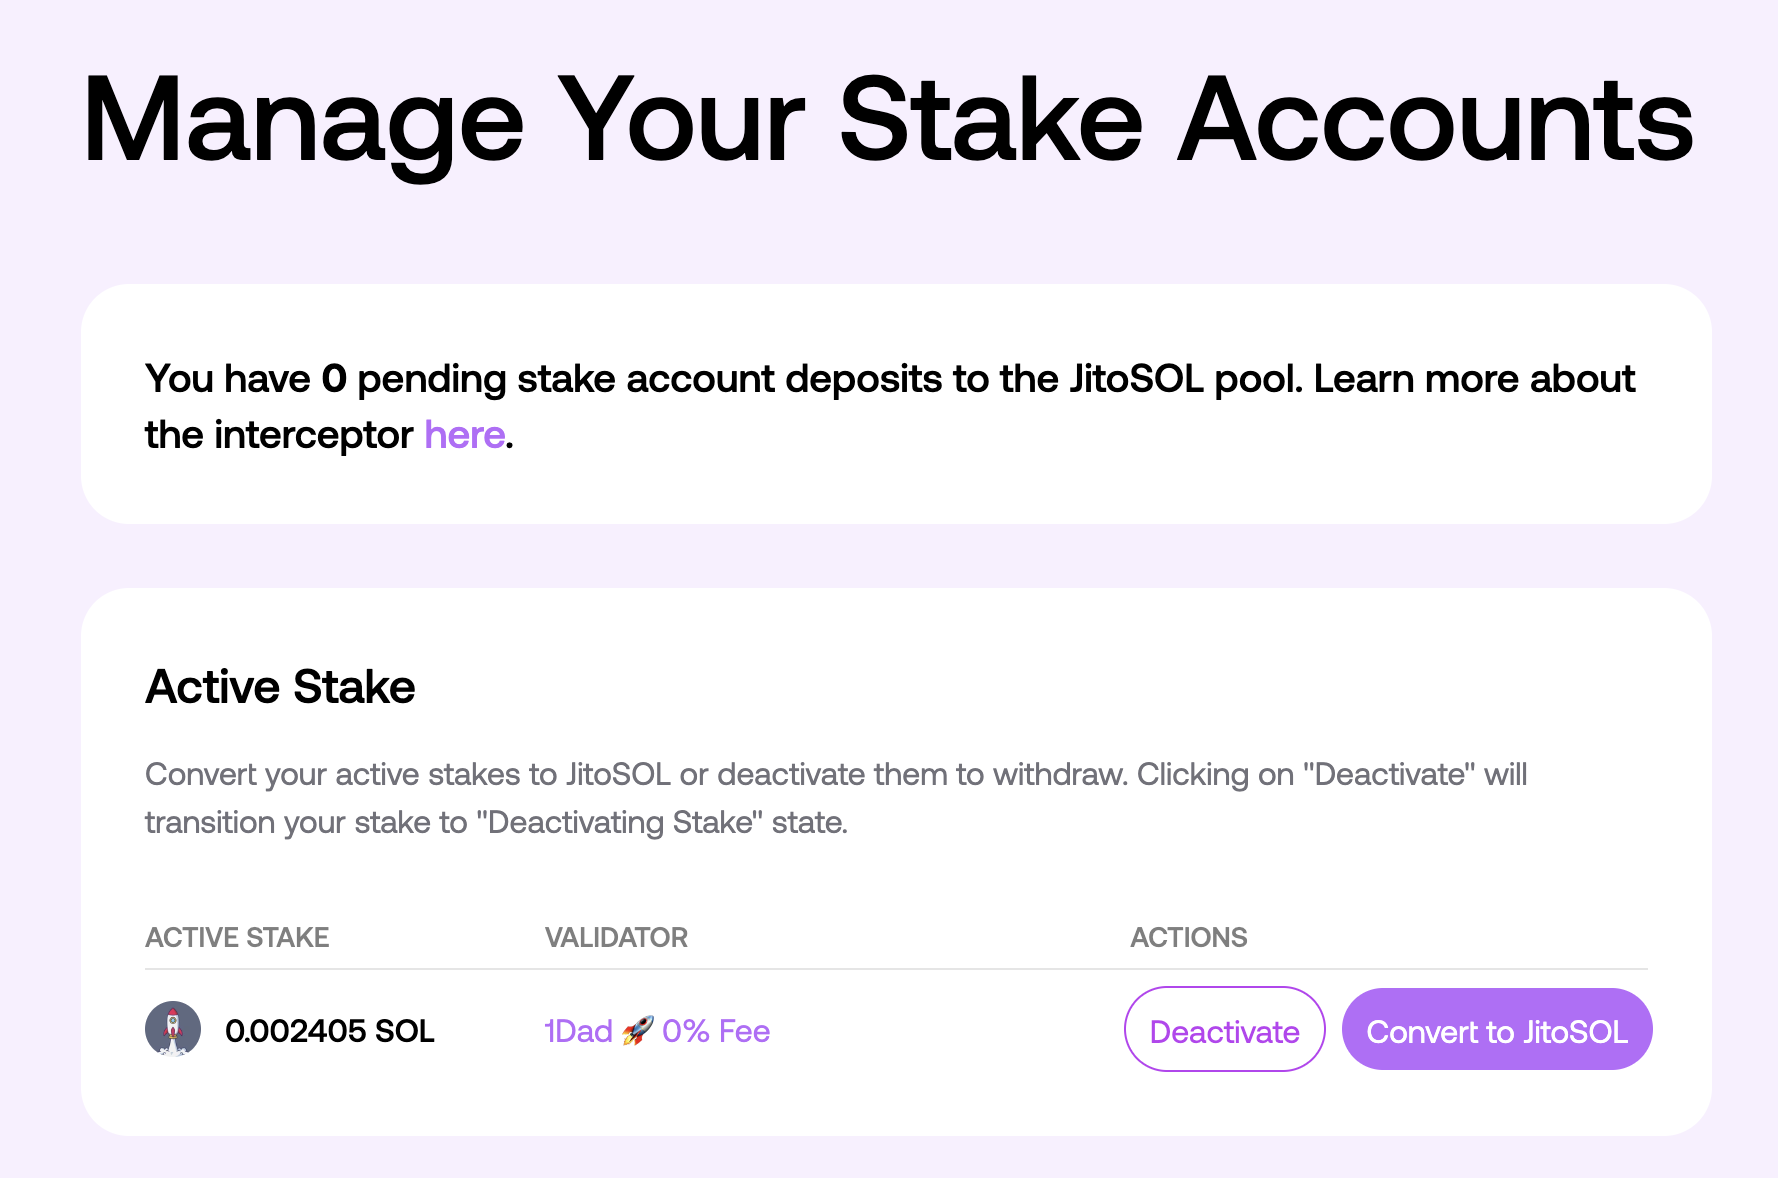 Manage Your Stake Accounts
You have 0 pending stake account deposits to the JitoSOL pool. Learn more about
the interceptor here.
Active Stake
Convert your active stakes to JitoSOL or deactivate them to withdraw. Clicking on "Deactivate" will
transition your stake to "Deactivating Stake" state.
ACTIVE STAKE VALIDATOR ACTIONS
0.002405 SOL 1Dad 🚀 0% Fee Deactivate Convert to JitoSOL